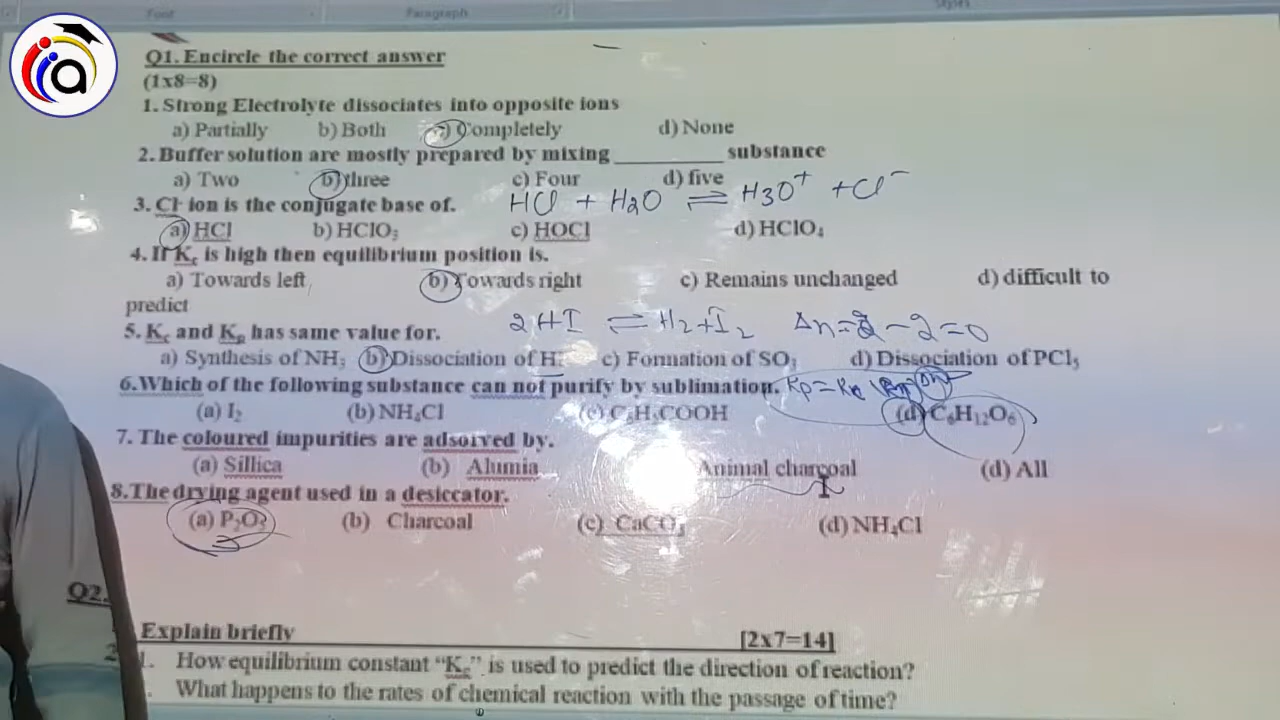 Font Paragraph Styles
a
Q1. Encircle the correct answer
(1x8=8)
1. Strong Electrolyte dissociates into opposite ions
a) Partially b) Both c) Completely d) None
2. Buffer solution are mostly prepared by mixing __________ substance
a) Two b) three c) Four d) five
HCl + H2O ⇌ H3O+ + Cl-
3. Cl- ion is the conjugate base of.
a) HCl b) HClO3 c) HOCl d) HClO4
4. If Kc is high then equilibrium position is.
a) Towards left b) Towards right c) Remains unchanged d) difficult to
predict
2HI ⇌ H2 + I2 Δn = 2 - 2 = 0
5. Kc and Kp has same value for.
a) Synthesis of NH3 b) Dissociation of c) Formation of SO3 d) Dissociation of PCl5
6. Which of the following substance can not purify by sublimation. Kp = Kc
(a) I2 (b) NH4Cl (c) C6H5COOH (d) C6H12O6
7. The coloured impurities are adsorved by.
(a) Sillica (b) Alumia Animal charcoal (d) All
8. The drying agent used in a desiccator.
(a) P2O5 (b) Charcoal (c) CaCO3 (d) NH4Cl
Q2.
Explain briefly [2x7=14]
1. How equilibrium constant “Kc” is used to predict the direction of reaction?
What happens to the rates of chemical reaction with the passage of time?